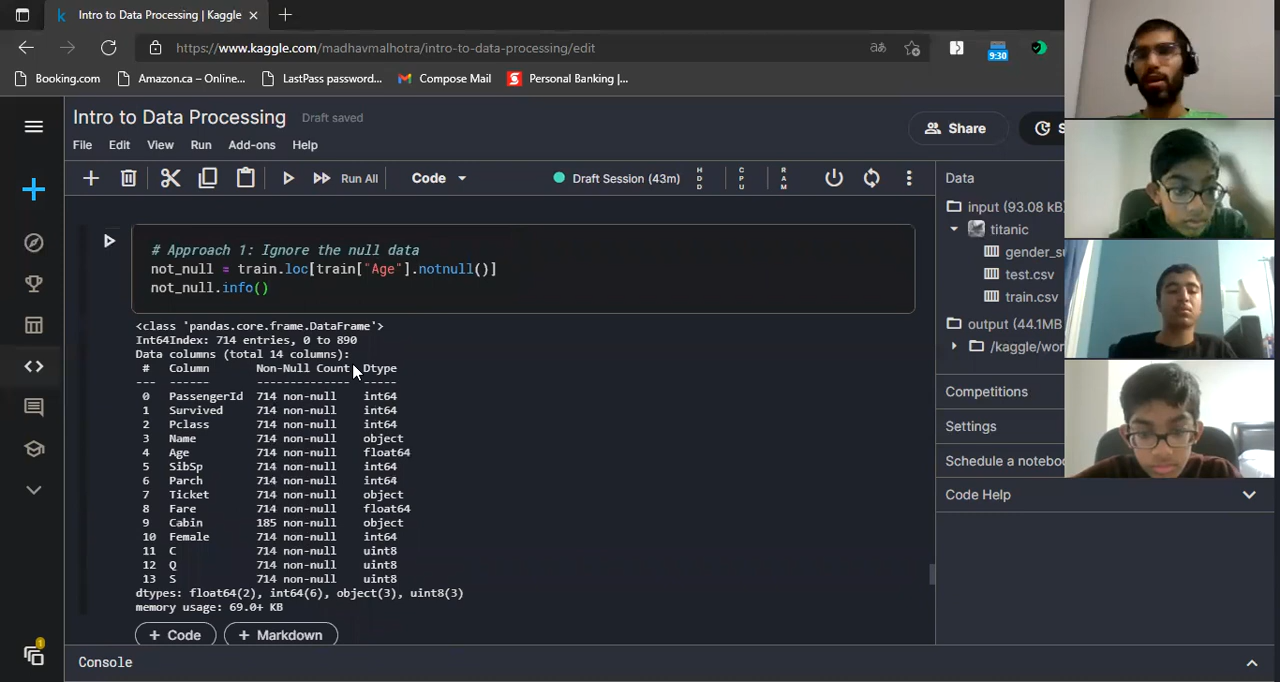 Intro to Data Processing | Kaggle
https://www.kaggle.com/madhavmalhotra/intro-to-data-processing/edit
9:30
Booking.com
Amazon.ca – Online...
LastPass password...
Compose Mail
Personal Banking |...
Intro to Data Processing
Draft saved
File Edit View Run Add-ons Help
Share
Run All
Code
Draft Session (43m)
HDD
CPU
RAM
# Approach 1: Ignore the null data
not_null = train.loc[train["Age"].notnull()]
not_null.info()
<class 'pandas.core.frame.DataFrame'>
Int64Index: 714 entries, 0 to 890
Data columns (total 14 columns):
# Column Non-Null Count Dtype
--- ------ -------------- -----
0 PassengerId 714 non-null int64
1 Survived 714 non-null int64
2 Pclass 714 non-null int64
3 Name 714 non-null object
4 Age 714 non-null float64
5 SibSp 714 non-null int64
6 Parch 714 non-null int64
7 Ticket 714 non-null object
8 Fare 714 non-null float64
9 Cabin 185 non-null object
10 Female 714 non-null int64
11 C 714 non-null uint8
12 Q 714 non-null uint8
13 S 714 non-null uint8
dtypes: float64(2), int64(6), object(3), uint8(3)
memory usage: 69.0+ KB
+ Code
+ Markdown
Console
Data
input (93.08 kB
titanic
gender_su
test.csv
train.csv
output (44.1MB
/kaggle/wor
Competitions
Settings
Schedule a noteboo
Code Help
1